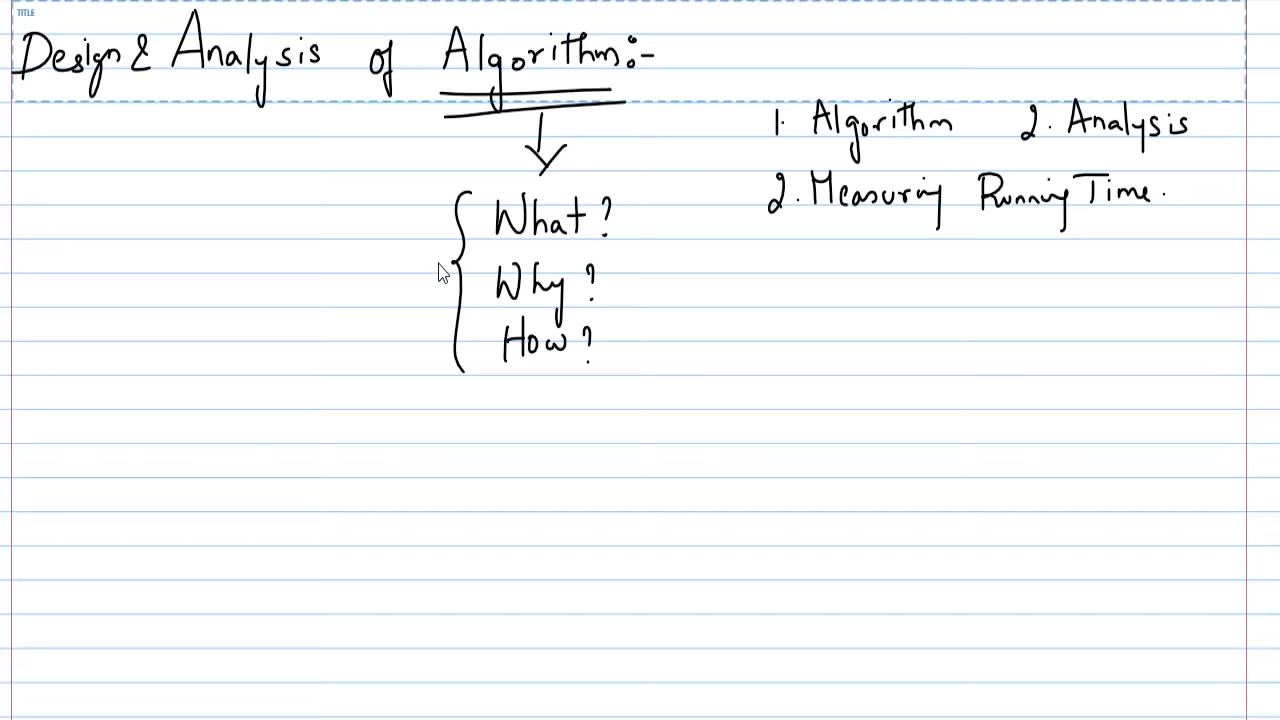 TITLE
Design & Analysis of Algorithm:-
1. Algorithm 2. Analysis
2. Measuring Running Time.
What?
Why?
How?